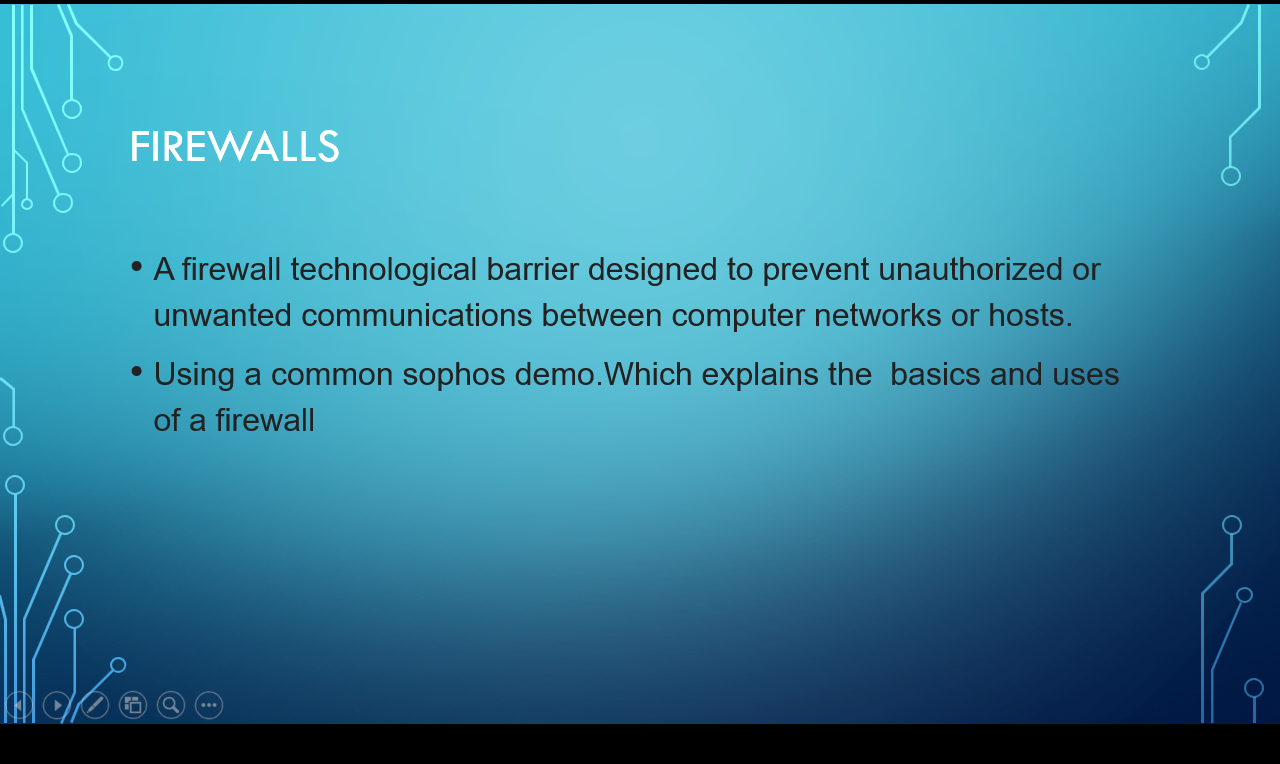 FIREWALLS
• A firewall technological barrier designed to prevent unauthorized or
unwanted communications between computer networks or hosts.
• Using a common sophos demo.Which explains the  basics and uses
of a firewall